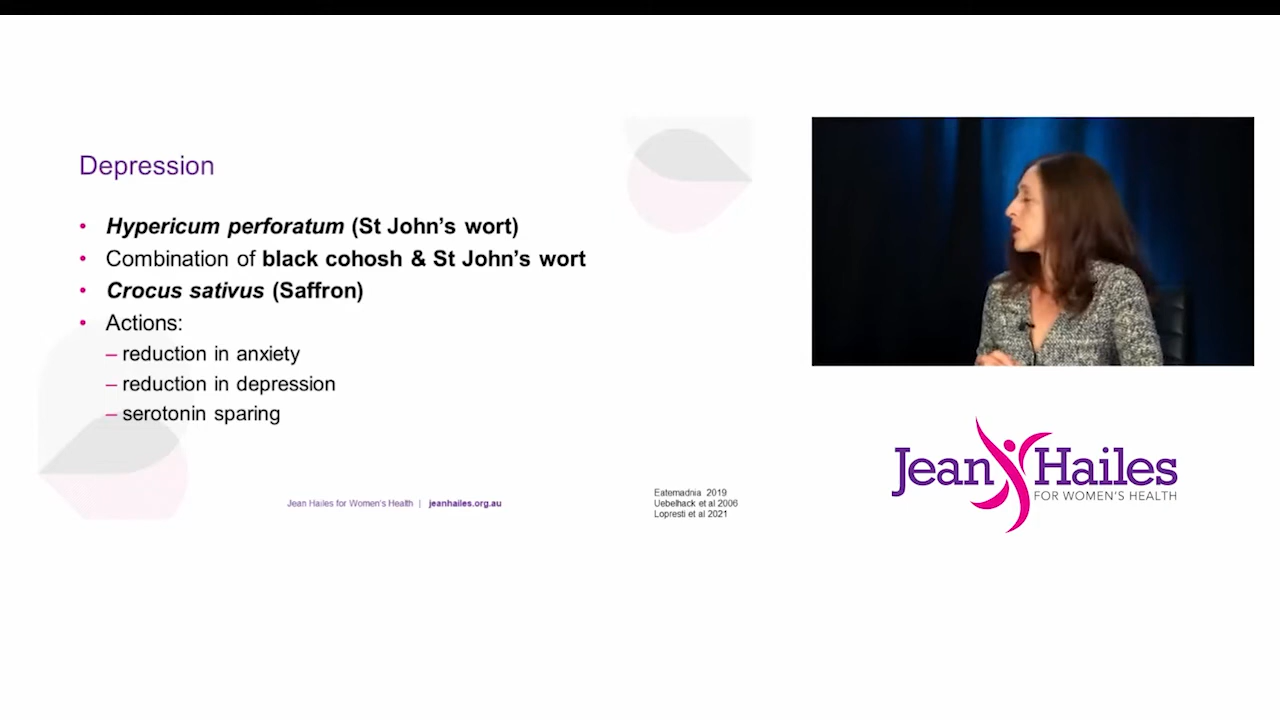 Depression
• Hypericum perforatum (St John's wort)
• Combination of black cohosh & St John's wort
• Crocus sativus (Saffron)
• Actions:
– reduction in anxiety
– reduction in depression
– serotonin sparing
Jean Hailes for Women's Health | jeanhailes.org.au
Eatemadnia 2019
Uebelhack et al 2006
Lopresti et al 2021
Jean Hailes
FOR WOMEN'S HEALTH